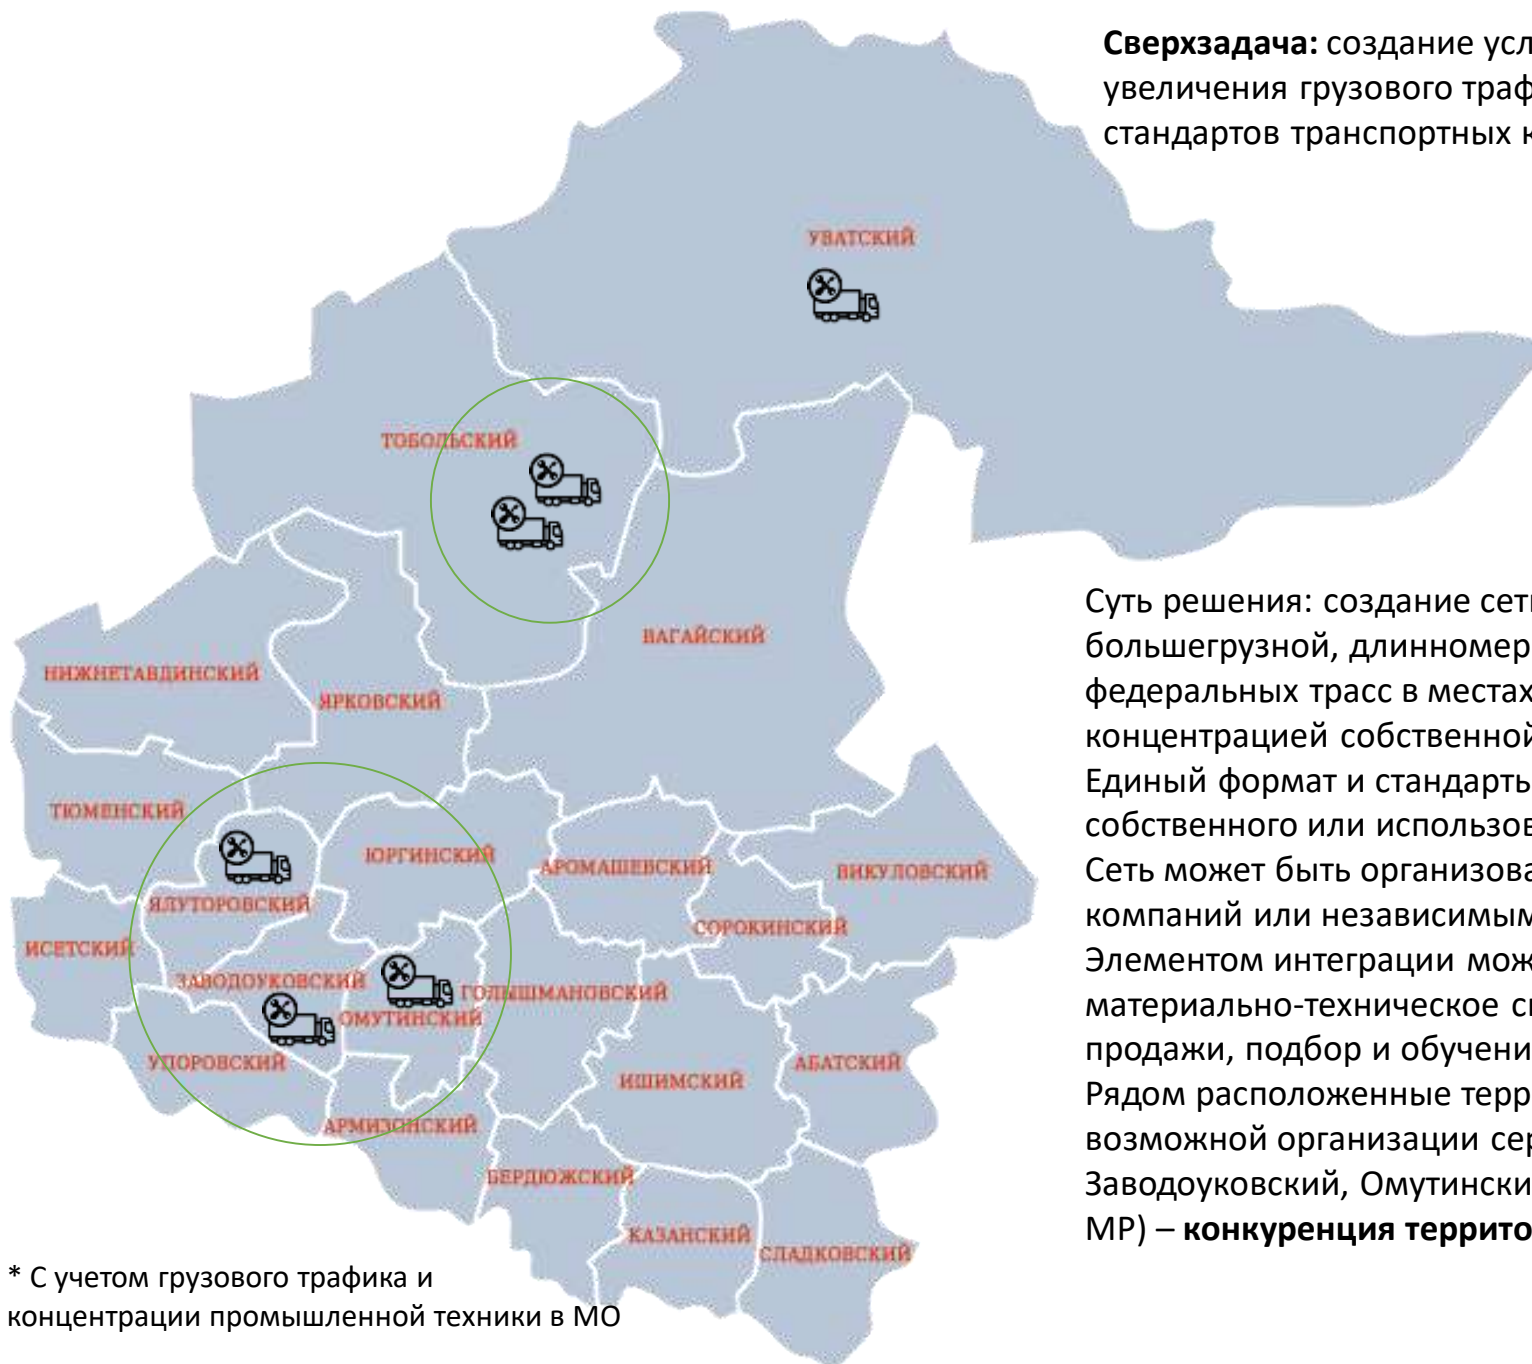 Сверхзадача: создание усл
увеличения грузового траф
стандартов транспортных к
УВАТСКИЙ
ТОБОЛЬСКИЙ
ВАГАЙСКИЙ
НИЖНЕТАВДИНСКИЙ
ЯРКОВСКИЙ
ТЮМЕНСКИЙ
ЮРГИНСКИЙ
АРОМАШЕВСКИЙ
ВИКУЛОВСКИЙ
ЯЛУТОРОВСКИЙ
СОРОКИНСКИЙ
ИСЕТСКИЙ
ЗАВОДОУКОВСКИЙ
ГОЛЫШМАНОВСКИЙ
ОМУТИНСКИЙ
УПОРОВСКИЙ
ИШИМСКИЙ
АБАТСКИЙ
АРМИЗОНСКИЙ
БЕРДЮЖСКИЙ
КАЗАНСКИЙ
СЛАДКОВСКИЙ
Суть решения: создание сет
большегрузной, длинномер
федеральных трасс в местах
концентрацией собственной
Единый формат и стандарты
собственного или использов
Сеть может быть организова
компаний или независимым
Элементом интеграции мож
материально-техническое с
продажи, подбор и обучени
Рядом расположенные терр
возможной организации сер
Заводоуковский, Омутински
МР) – конкуренция террито
* С учетом грузового трафика и
концентрации промышленной техники в МО